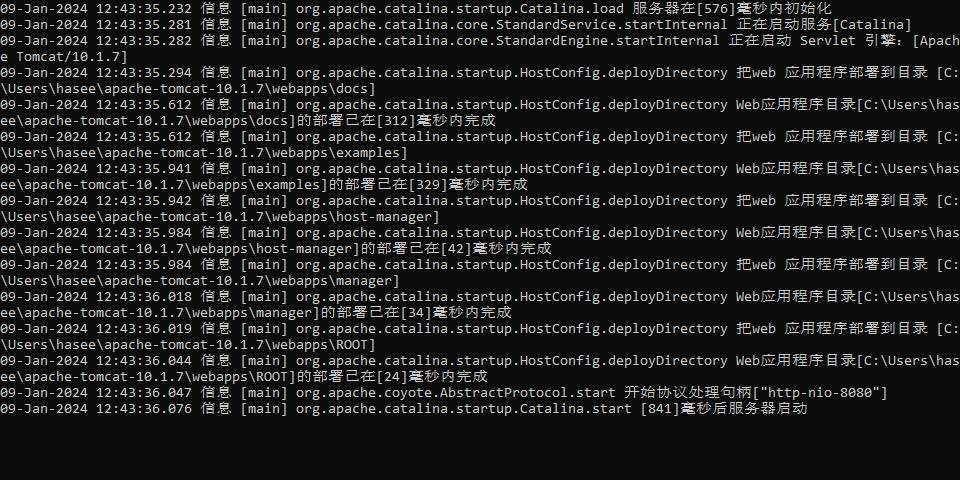 09-Jan-2024 12:43:35.232 信息 [main] org.apache.catalina.startup.Catalina.load 服务器在[576]毫秒内初始化
09-Jan-2024 12:43:35.281 信息 [main] org.apache.catalina.core.StandardService.startInternal 正在启动服务[Catalina]
09-Jan-2024 12:43:35.282 信息 [main] org.apache.catalina.core.StandardEngine.startInternal 正在启动 Servlet 引擎：[Apach
e Tomcat/10.1.7]
09-Jan-2024 12:43:35.294 信息 [main] org.apache.catalina.startup.HostConfig.deployDirectory 把web 应用程序部署到目录 [C:
\Users\hasee\apache-tomcat-10.1.7\webapps\docs]
09-Jan-2024 12:43:35.612 信息 [main] org.apache.catalina.startup.HostConfig.deployDirectory Web应用程序目录[C:\Users\has
ee\apache-tomcat-10.1.7\webapps\docs]的部署已在[312]毫秒内完成
09-Jan-2024 12:43:35.612 信息 [main] org.apache.catalina.startup.HostConfig.deployDirectory 把web 应用程序部署到目录 [C:
\Users\hasee\apache-tomcat-10.1.7\webapps\examples]
09-Jan-2024 12:43:35.941 信息 [main] org.apache.catalina.startup.HostConfig.deployDirectory Web应用程序目录[C:\Users\has
ee\apache-tomcat-10.1.7\webapps\examples]的部署已在[329]毫秒内完成
09-Jan-2024 12:43:35.942 信息 [main] org.apache.catalina.startup.HostConfig.deployDirectory 把web 应用程序部署到目录 [C:
\Users\hasee\apache-tomcat-10.1.7\webapps\host-manager]
09-Jan-2024 12:43:35.984 信息 [main] org.apache.catalina.startup.HostConfig.deployDirectory Web应用程序目录[C:\Users\has
ee\apache-tomcat-10.1.7\webapps\host-manager]的部署已在[42]毫秒内完成
09-Jan-2024 12:43:35.984 信息 [main] org.apache.catalina.startup.HostConfig.deployDirectory 把web 应用程序部署到目录 [C:
\Users\hasee\apache-tomcat-10.1.7\webapps\manager]
09-Jan-2024 12:43:36.018 信息 [main] org.apache.catalina.startup.HostConfig.deployDirectory Web应用程序目录[C:\Users\has
ee\apache-tomcat-10.1.7\webapps\manager]的部署已在[34]毫秒内完成
09-Jan-2024 12:43:36.019 信息 [main] org.apache.catalina.startup.HostConfig.deployDirectory 把web 应用程序部署到目录 [C:
\Users\hasee\apache-tomcat-10.1.7\webapps\ROOT]
09-Jan-2024 12:43:36.044 信息 [main] org.apache.catalina.startup.HostConfig.deployDirectory Web应用程序目录[C:\Users\has
ee\apache-tomcat-10.1.7\webapps\ROOT]的部署已在[24]毫秒内完成
09-Jan-2024 12:43:36.047 信息 [main] org.apache.coyote.AbstractProtocol.start 开始协议处理句柄["http-nio-8080"]
09-Jan-2024 12:43:36.076 信息 [main] org.apache.catalina.startup.Catalina.start [841]毫秒后服务器启动